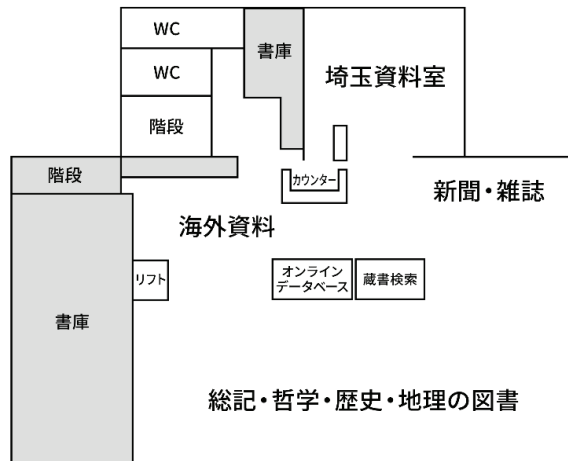 WC
書庫
埼玉資料室
WC
階段
階段
カウンター
新聞・雑誌
海外資料
リフト
オンライン
データベース
蔵書検索
書庫
総記・哲学・歴史・地理の図書